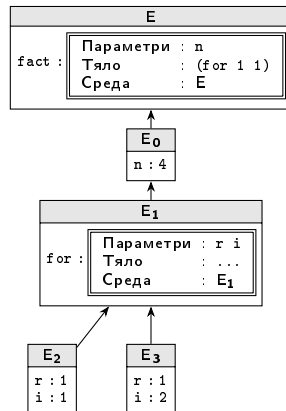 E
fact :
Параметри : n
Тяло : (for 1 1)
Среда : E
E0
n : 4
E1
for :
Параметри : r i
Тяло : ...
Среда : E1
E2
r : 1
i : 1
E3
r : 1
i : 2